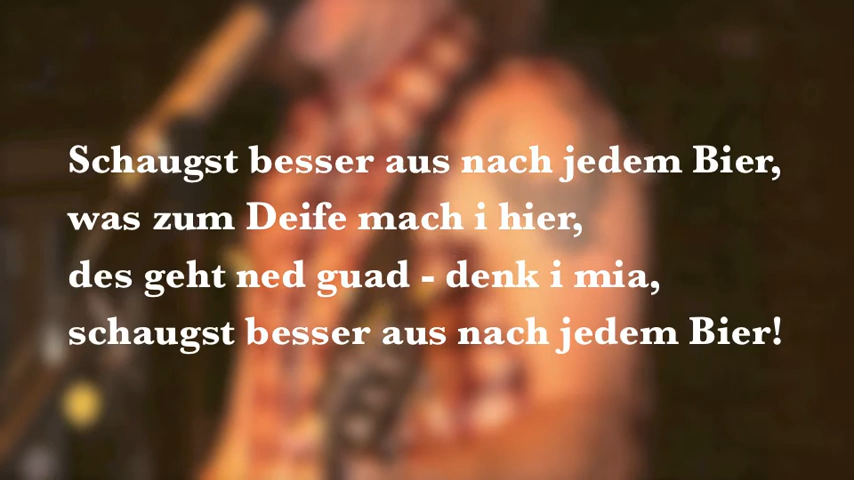 Schaugst besser aus nach jedem Bier,
was zum Deife mach i hier,
des geht ned guad - denk i mia,
schaugst besser aus nach jedem Bier!